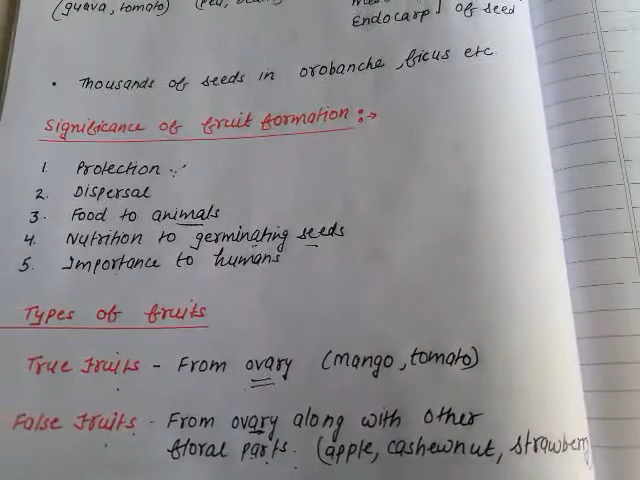 (guava, tomato) (Pea,
Endocarp] of seed
• Thousands of seeds in orobanche, ficus etc
Significance of fruit formation :→
1. Protection
2. Dispersal
3. Food to animals
4. Nutrition to germinating seeds
5. Importance to humans
Types of fruits
True fruits - From ovary (mango, tomato)
False fruits - From ovary along with other
floral parts. (apple, cashewnut, strawberry